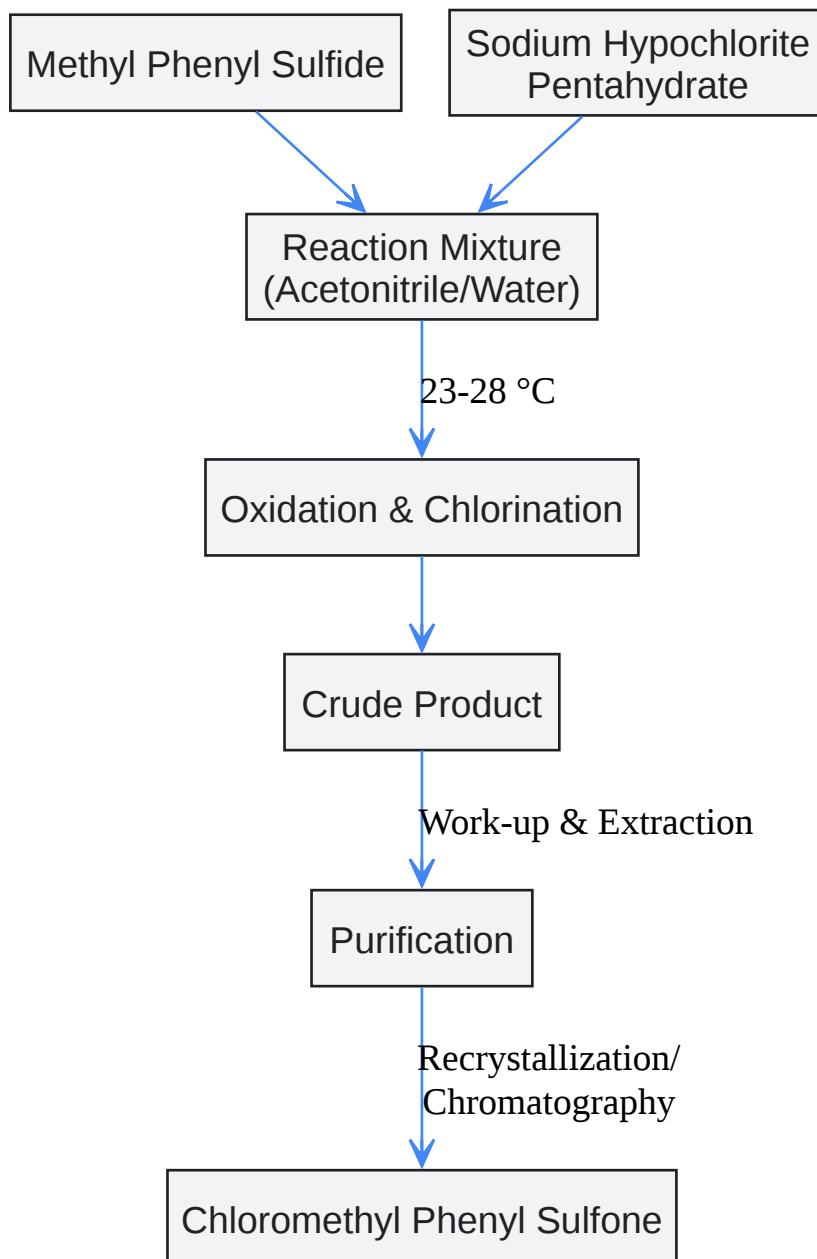 Methyl Phenyl Sulfide
Sodium Hypochlorite
Pentahydrate
Reaction Mixture
(Acetonitrile/Water)
23-28 °C
Oxidation & Chlorination
Crude Product
Work-up & Extraction
Purification
Recrystallization/
Chromatography
Chloromethyl Phenyl Sulfone